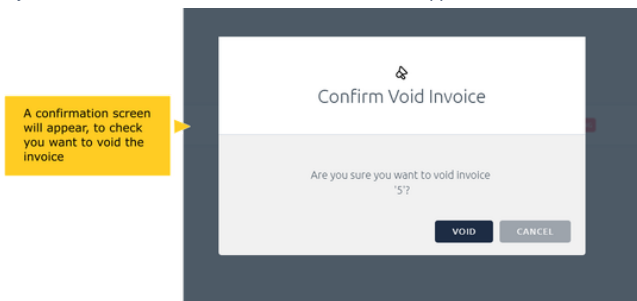 A confirmation screen
will appear, to check
you want to void the
invoice
Confirm Void Invoice
Are you sure you want to void invoice
'5'?
VOID
CANCEL